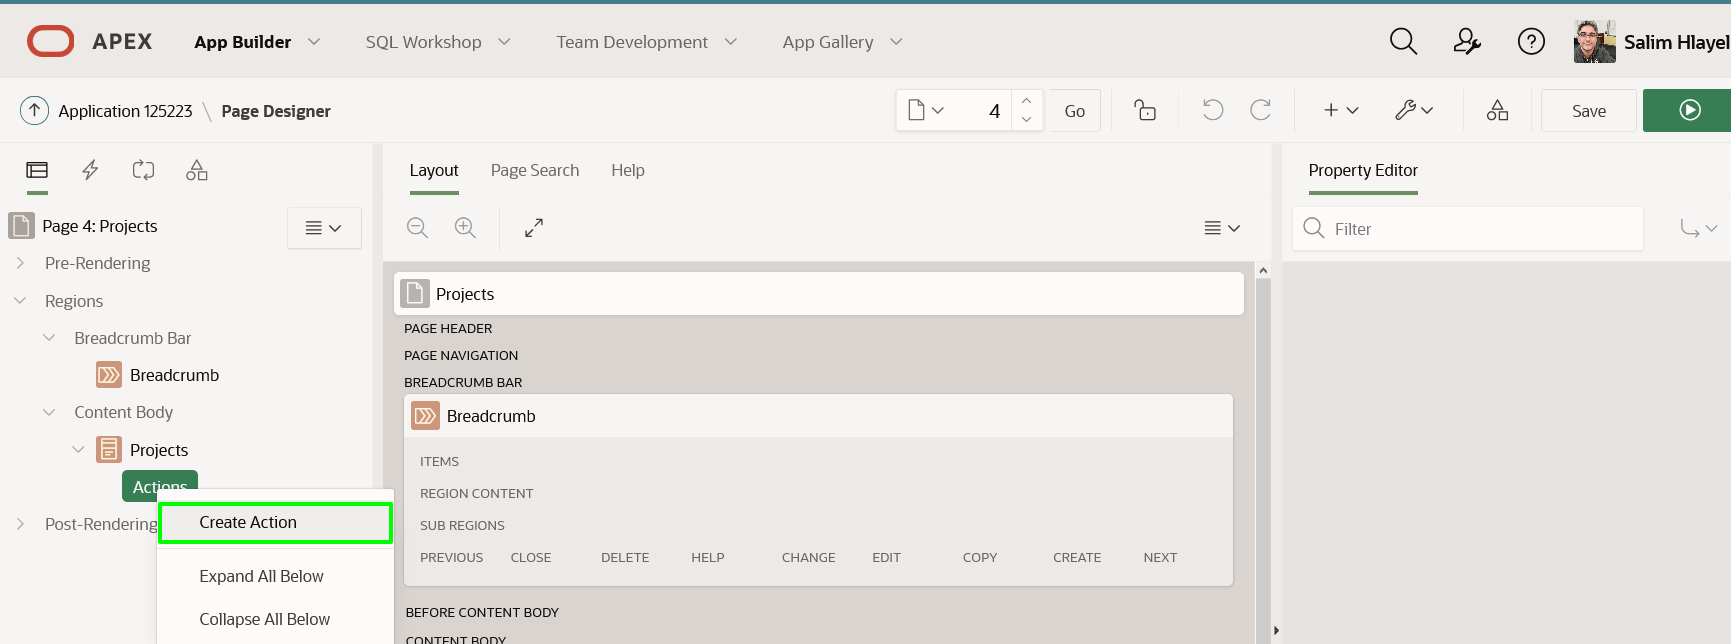 APEX App Builder SQL Workshop Team Development App Gallery Salim Hlayel
Application 125223 \ Page Designer 4 Go Save
Layout Page Search Help Property Editor
Page 4: Projects
Filter
Pre-Rendering
Regions
Breadcrumb Bar
Breadcrumb
Content Body
Projects
Actions
Post-Rendering
Create Action
Expand All Below
Collapse All Below
Projects
PAGE HEADER
PAGE NAVIGATION
BREADCRUMB BAR
Breadcrumb
ITEMS
REGION CONTENT
SUB REGIONS
PREVIOUS CLOSE DELETE HELP CHANGE EDIT COPY CREATE NEXT
BEFORE CONTENT BODY
CONTENT BODY